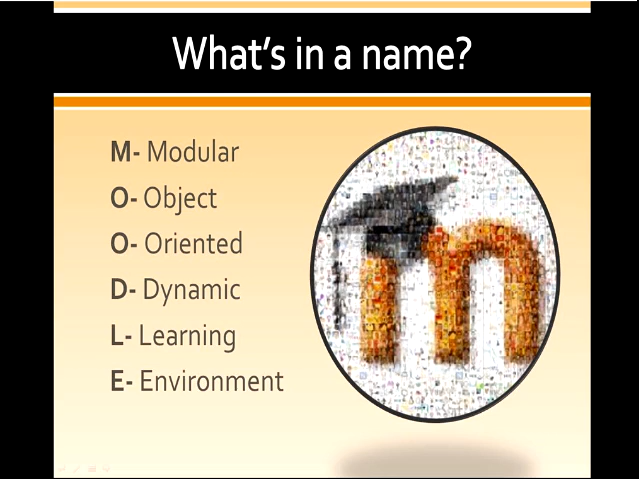 What's in a name?
M- Modular
O- Object
O- Oriented
D- Dynamic
L- Learning
E- Environment
m